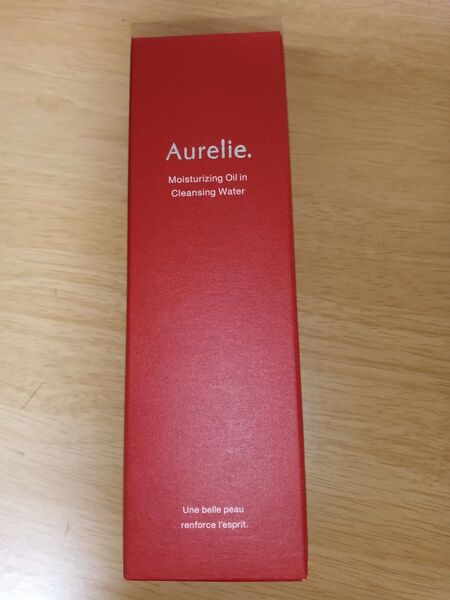 Aurelie.
Moisturizing Oil in
Cleansing Water
Une belle peau
renforce l'esprit.